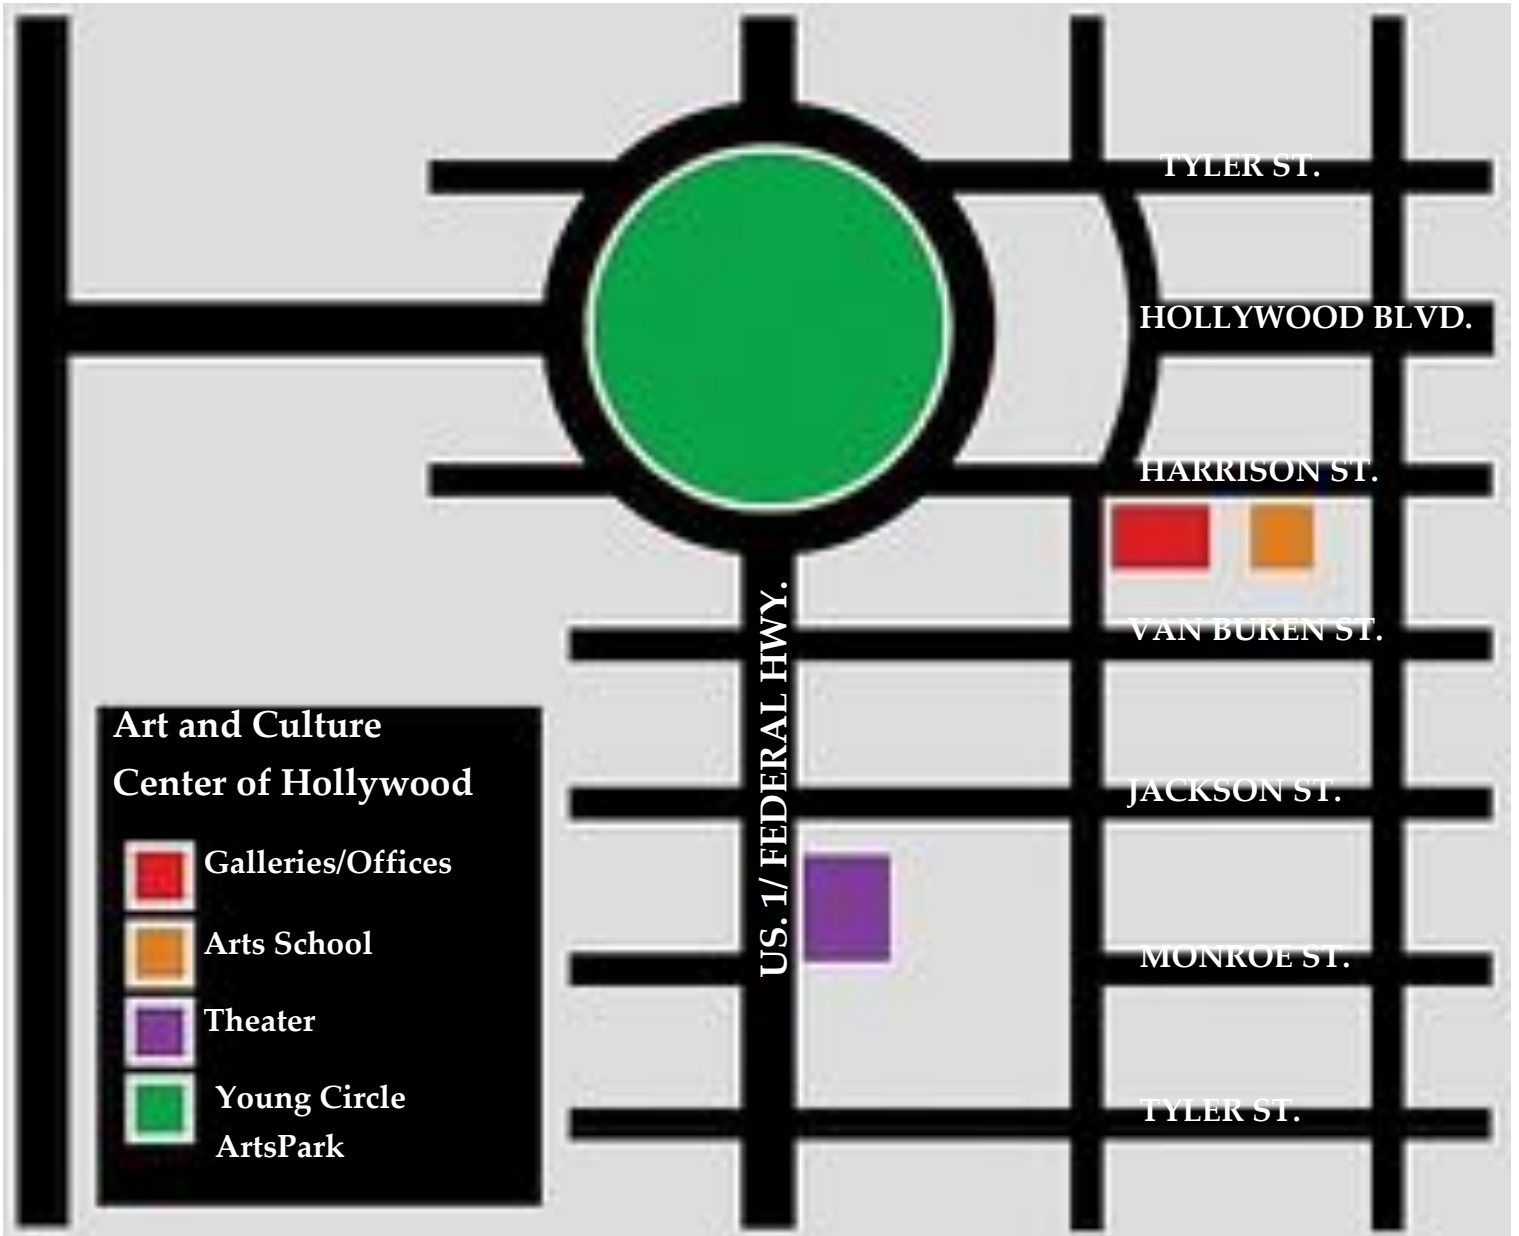 TYLER ST.
HOLLYWOOD BLVD.
HARRISON ST.
VAN BUREN ST.
US. 1/ FEDERAL HWY.
JACKSON ST.
MONROE ST.
TYLER ST.
Art and Culture
Center of Hollywood
Galleries/Offices
Arts School
Theater
Young Circle
ArtsPark